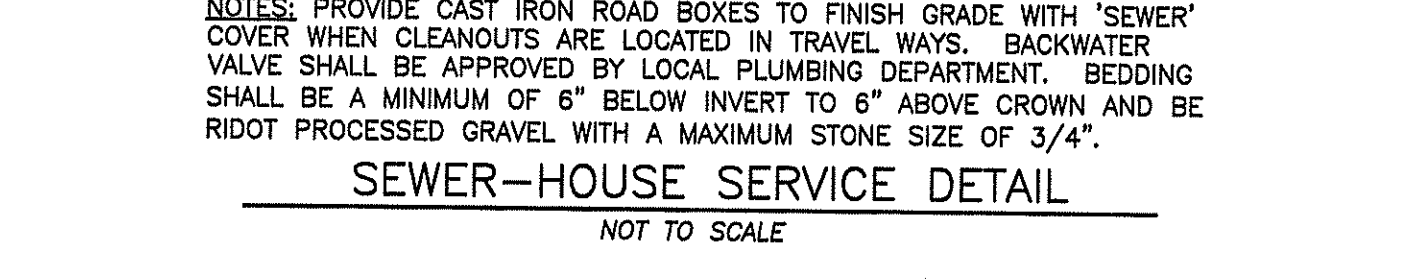 NOTES: PROVIDE CAST IRON ROAD BOXES TO FINISH GRADE WITH 'SEWER'
COVER WHEN CLEANOUTS ARE LOCATED IN TRAVEL WAYS. BACKWATER
VALVE SHALL BE APPROVED BY LOCAL PLUMBING DEPARTMENT. BEDDING
SHALL BE A MINIMUM OF 6" BELOW INVERT TO 6" ABOVE CROWN AND BE
RIDOT PROCESSED GRAVEL WITH A MAXIMUM STONE SIZE OF 3/4".
SEWER-HOUSE SERVICE DETAIL
NOT TO SCALE